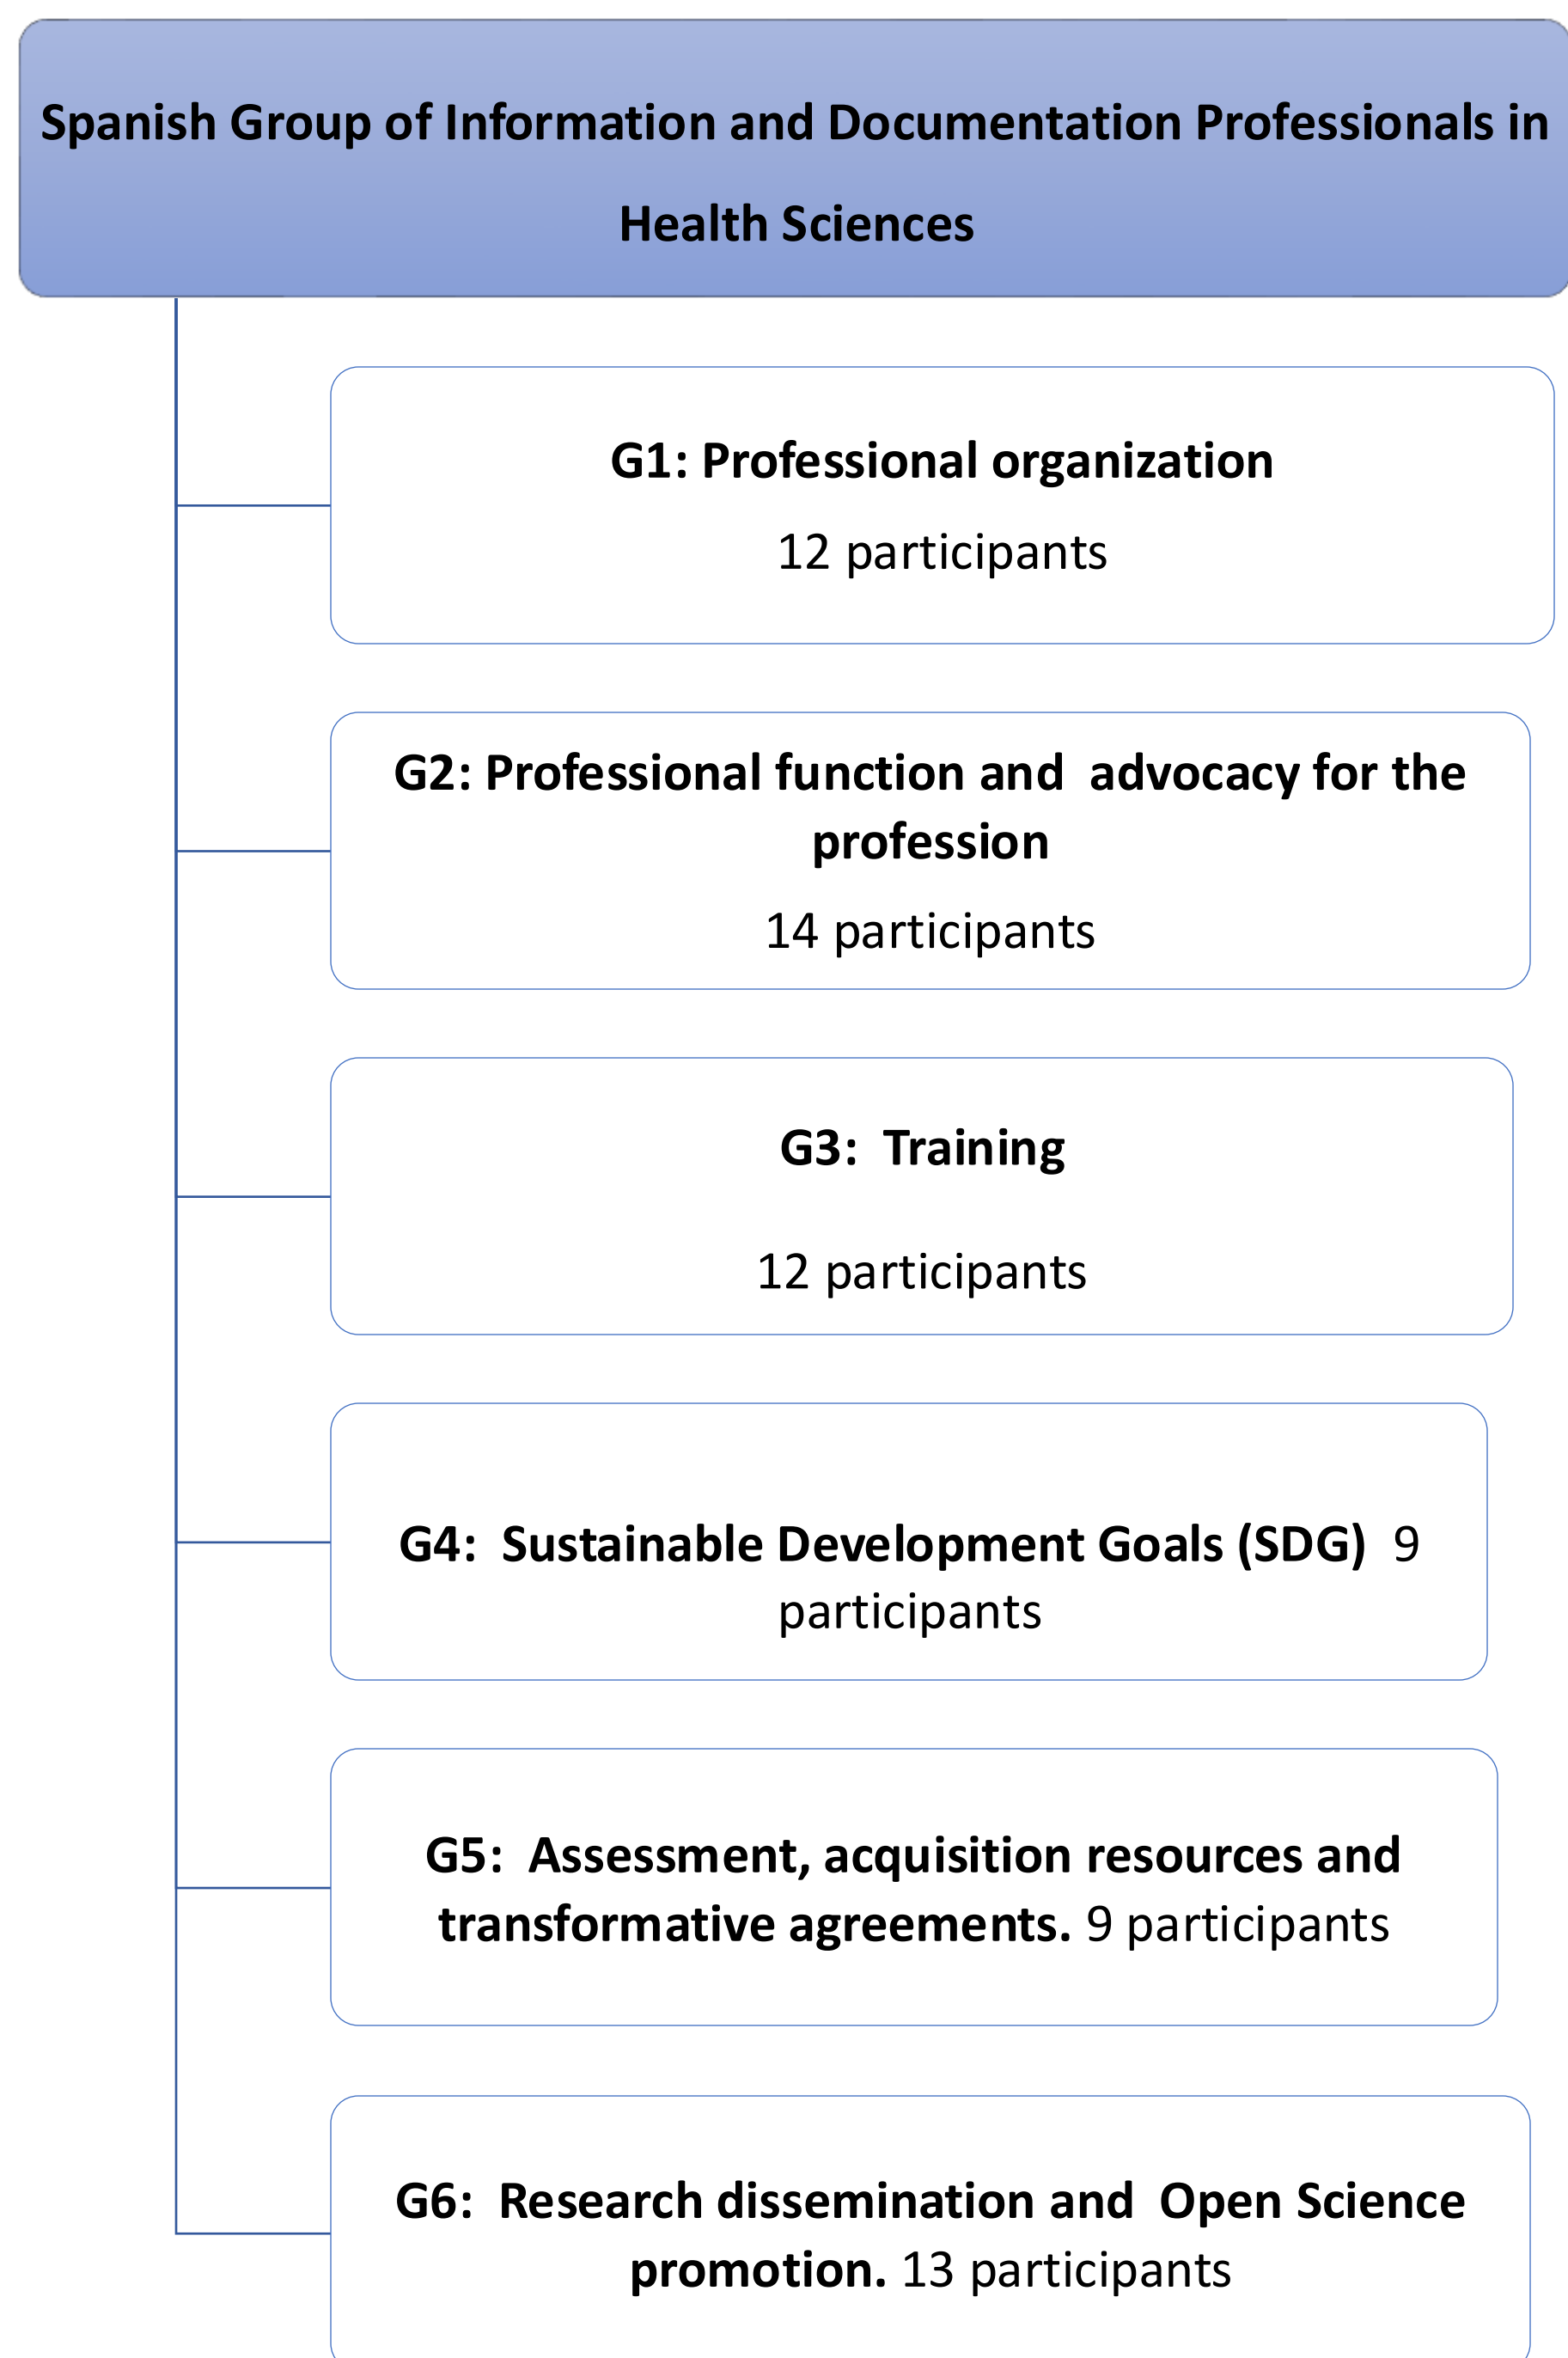 Spanish Group of Information and Documentation Professionals in
Health Sciences
G1: Professional organization
12 participants
G2: Professional function and  advocacy for the
profession
14 participants
G3:  Training
12 participants
G4:  Sustainable Development Goals (SDG)  9
participants
G5:  Assessment, acquisition resources and
transformative agreements. 9 participants
G6:  Research dissemination and  Open Science
promotion. 13 participants